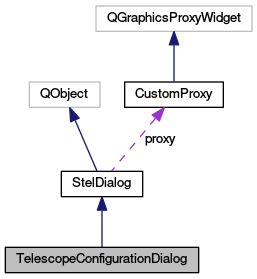 QGraphicsProxyWidget
QObject
CustomProxy
proxy
StelDialog
TelescopeConfigurationDialog